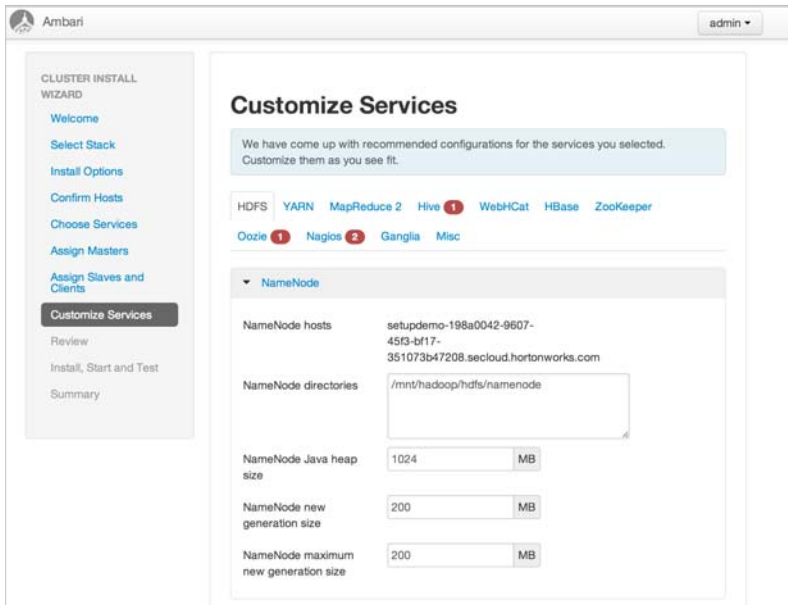 Ambari
admin
CLUSTER INSTALL
WIZARD
Welcome
Select Stack
Install Options
Confirm Hosts
Choose Services
Assign Masters
Assign Slaves and
Clients
Customize Services
Review
Install, Start and Test
Summary
Customize Services
We have come up with recommended configurations for the services you selected.
Customize them as you see fit.
HDFS YARN MapReduce 2 Hive 1 WebHCat HBase ZooKeeper
Oozie 1 Nagios 2 Ganglia Misc
NameNode
NameNode hosts
setupdemo-198a0042-9607-
45f3-bf17-
351073b47208.secloud.hortonworks.com
NameNode directories
/mnt/hadoop/hdfs/namenode
NameNode Java heap
size
1024 MB
NameNode new
generation size
200 MB
NameNode maximum
new generation size
200 MB